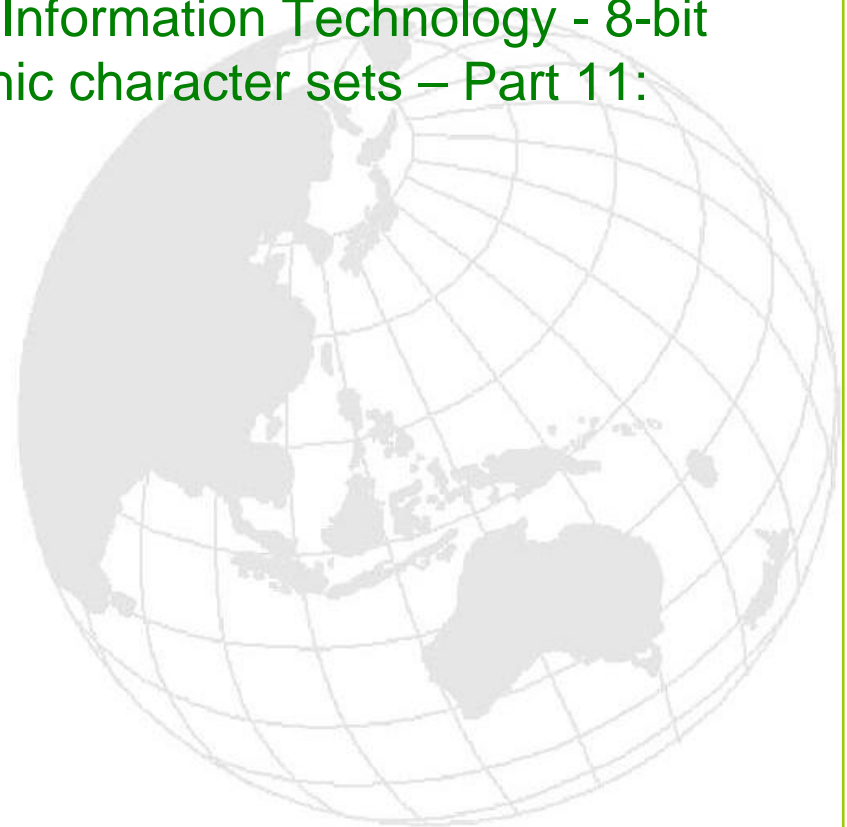 Information Technology - 8-bit
nic character sets – Part 11: